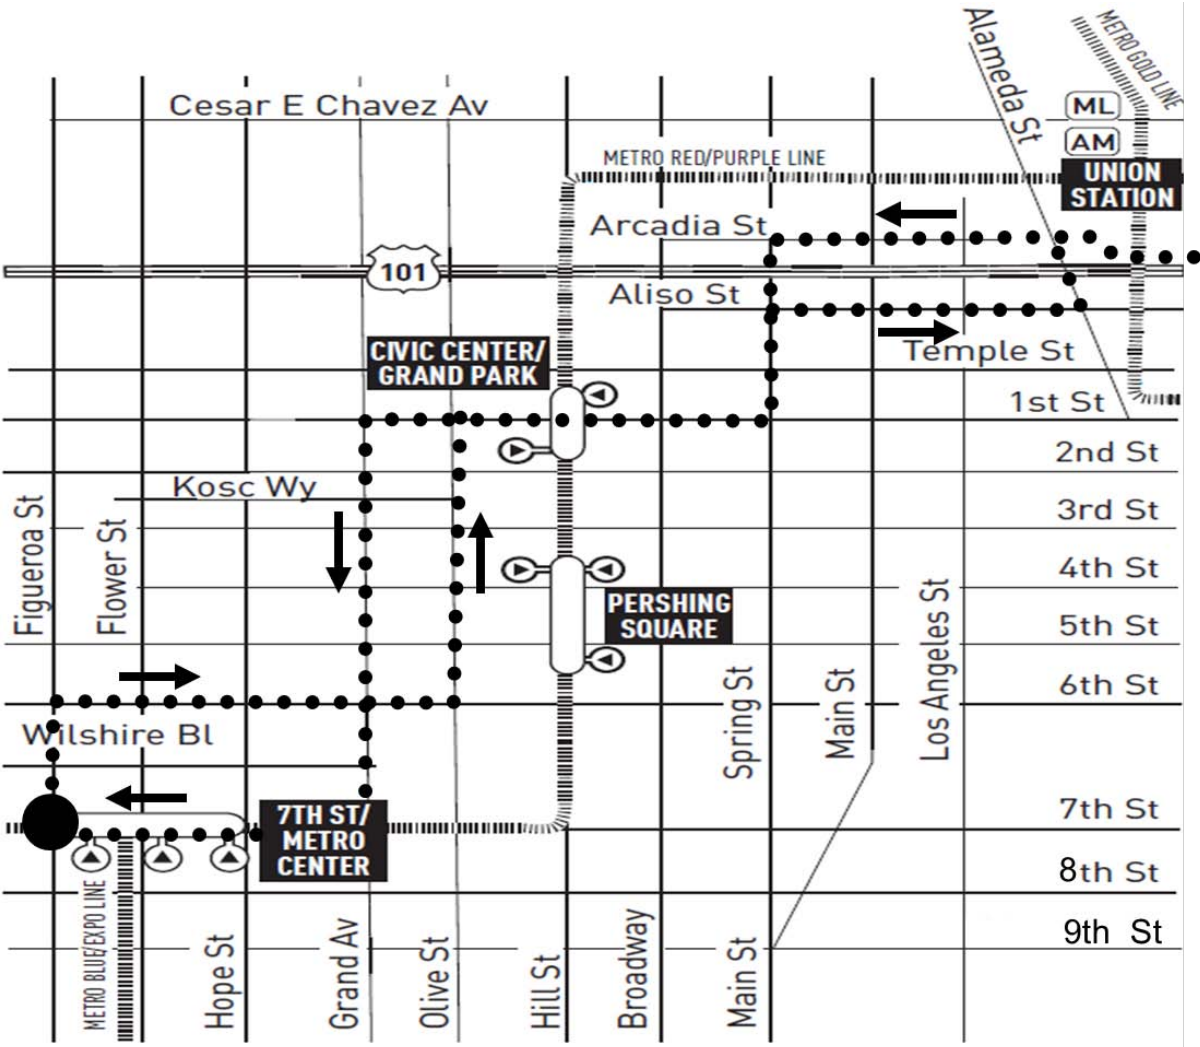 Cesar E Chavez Av
Alameda St
METRO GOLD LINE
ML
AM
METRO RED/PURPLE LINE
UNION
STATION
Arcadia St
101
Aliso St
CIVIC CENTER/
GRAND PARK
Temple St
1st St
2nd St
Kosc Wy
3rd St
Figueroa St
Flower St
4th St
PERSHING
SQUARE
5th St
6th St
Spring St
Main St
Los Angeles St
Wilshire Bl
7TH ST/
METRO
CENTER
7th St
8th St
9th St
METRO BLUE/EXPO LINE
Hope St
Grand Av
Olive St
Hill St
Broadway
Main St